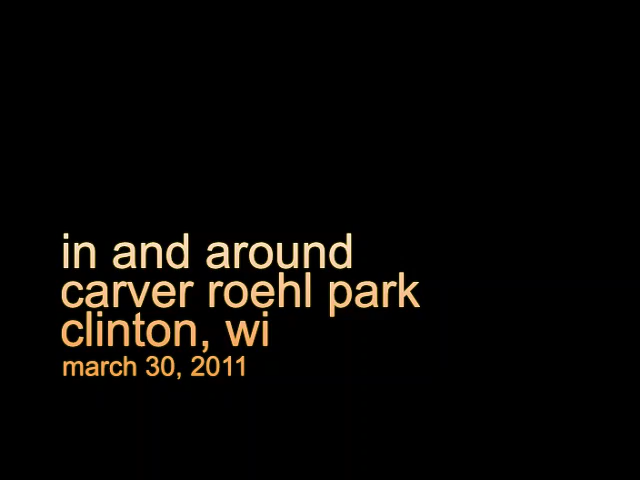 in and around
carver roehl park
clinton, wi
march 30, 2011